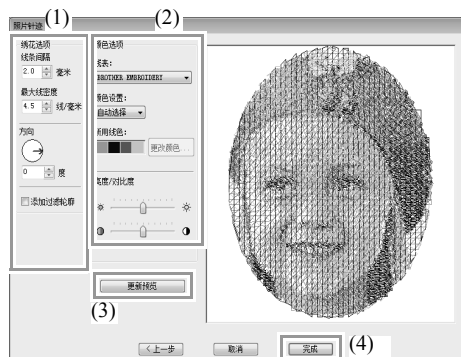 (1)
(2)
照片针迹
绣花选项
线条间隔
2.0 毫米
最大线密度
4.5 线/毫米
方向
0 度
添加过滤轮廓
颜色选项
线表:
BROTHER EMBROIDERY
颜色设置:
自动选择
预用线色:
更改颜色...
亮度/对比度
更新预览
(3)
< 上一步
取消
完成
(4)